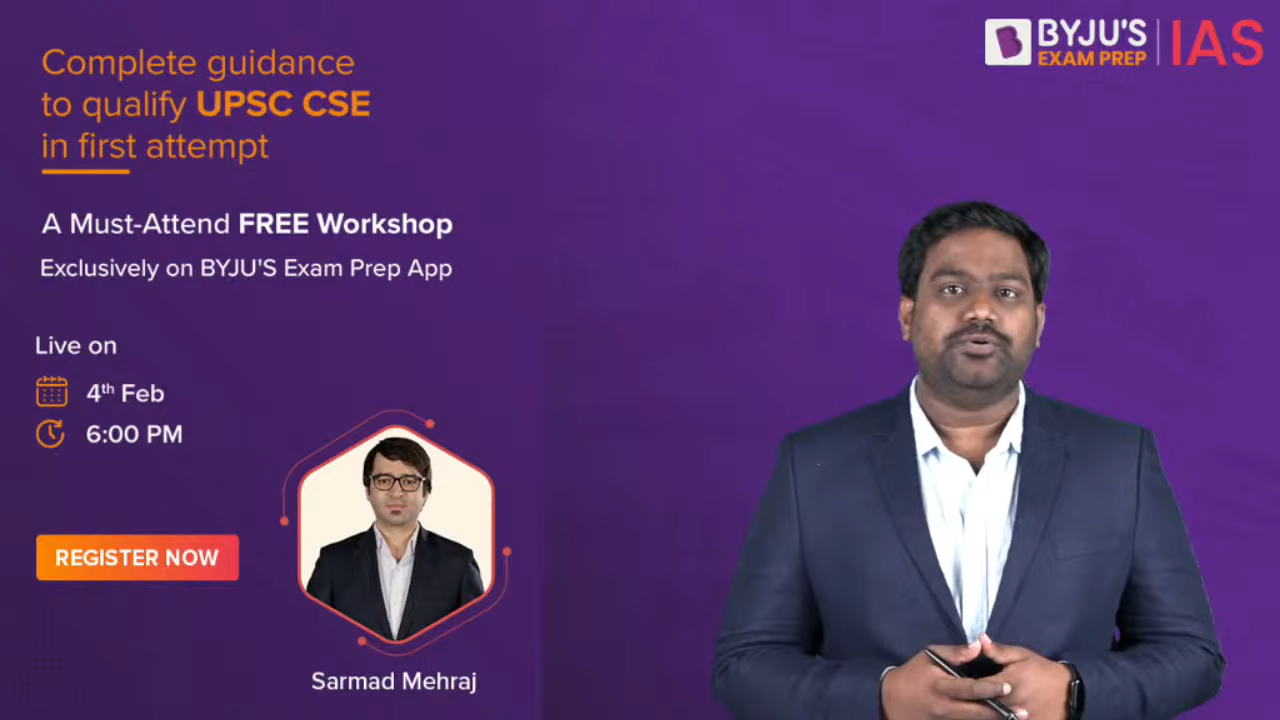 Complete guidance
to qualify UPSC CSE
in first attempt
A Must-Attend FREE Workshop
Exclusively on BYJU'S Exam Prep App
Live on
4th Feb
6:00 PM
REGISTER NOW
Sarmad Mehraj
BYJU'S
EXAM PREP
IAS